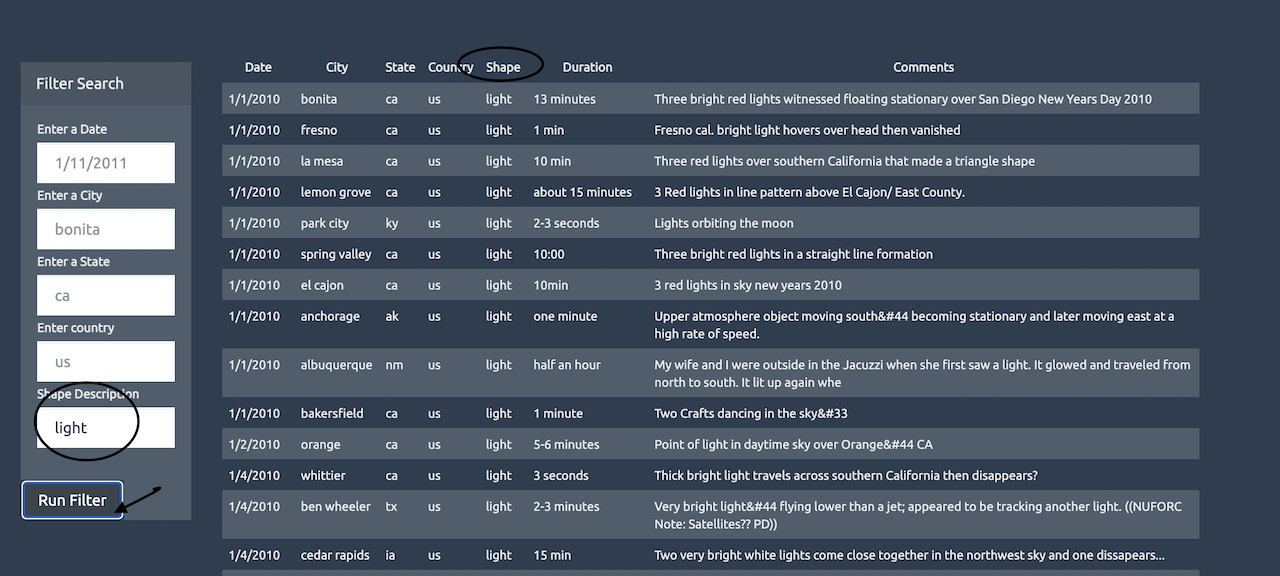 Filter Search
Enter a Date
1/11/2011
Enter a City
bonita
Enter a State
ca
Enter country
us
Shape Description
light
Run Filter
Date City State Country Shape Duration Comments
1/1/2010 bonita ca us light 13 minutes Three bright red lights witnessed floating stationary over San Diego New Years Day 2010
1/1/2010 fresno ca us light 1 min Fresno cal. bright light hovers over head then vanished
1/1/2010 la mesa ca us light 10 min Three red lights over southern California that made a triangle shape
1/1/2010 lemon grove ca us light about 15 minutes 3 Red lights in line pattern above El Cajon/ East County.
1/1/2010 park city ky us light 2-3 seconds Lights orbiting the moon
1/1/2010 spring valley ca us light 10:00 Three bright red lights in a straight line formation
1/1/2010 el cajon ca us light 10min 3 red lights in sky new years 2010
1/1/2010 anchorage ak us light one minute Upper atmosphere object moving south&#44 becoming stationary and later moving east at a
high rate of speed.
1/1/2010 albuquerque nm us light half an hour My wife and I were outside in the Jacuzzi when she first saw a light. It glowed and traveled from
north to south. It lit up again whe
1/1/2010 bakersfield ca us light 1 minute Two Crafts dancing in the sky&#33
1/2/2010 orange ca us light 5-6 minutes Point of light in daytime sky over Orange&#44 CA
1/4/2010 whittier ca us light 3 seconds Thick bright light travels across southern California then disappears?
1/4/2010 ben wheeler tx us light 2-3 minutes Very bright light&#44 flying lower than a jet; appeared to be tracking another light. ((NUFORC
Note: Satellites?? PD))
1/4/2010 cedar rapids ia us light 15 min Two very bright white lights come close together in the northwest sky and one dissapears...